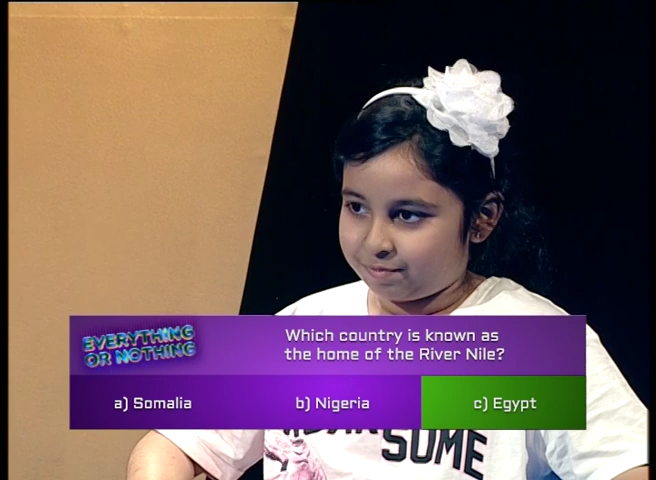 EVERYTHING
OR NOTHING
Which country is known as
the home of the River Nile?
a) Somalia
b) Nigeria
c) Egypt
SOME